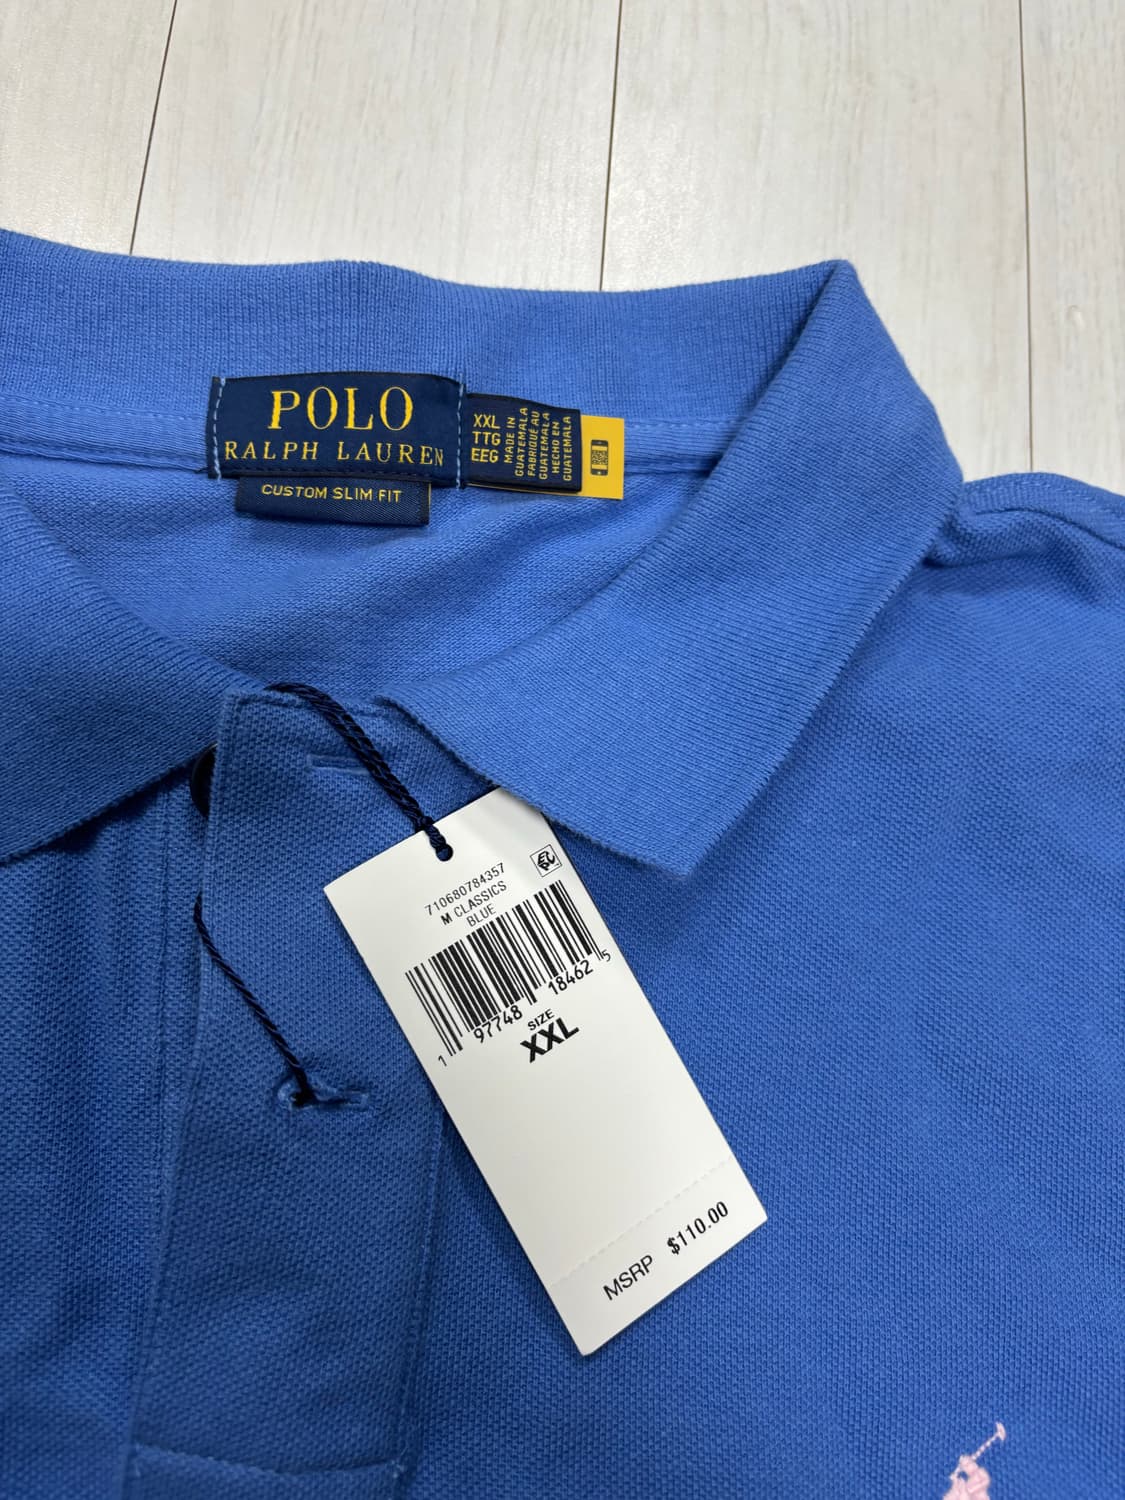 POLO
RALPH LAUREN
CUSTOM SLIM FIT
XXL
TTG
EEG
MADE IN
GUATEMALA
FABRIQUÉ AU
GUATEMALA
HECHO EN
GUATEMALA
710680784357
M CLASSICS
BLUE
1 97748 18462 5
SIZE
XXL
MSRP $110.00